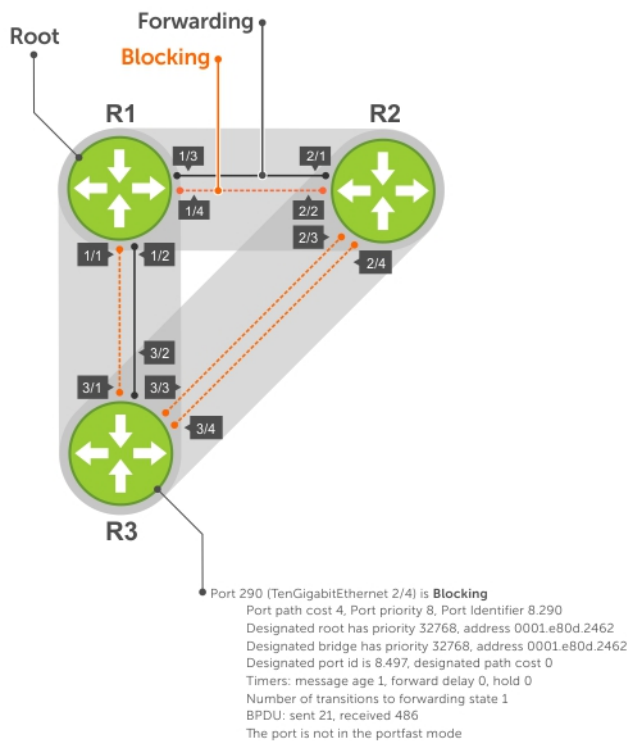 Forwarding
Root
Blocking
R1
R2
1/3
2/1
1/4
2/2
2/3
1/1
1/2
2/4
3/2
3/1
3/3
3/4
R3
Port 290 (TenGigabitEthernet 2/4) is Blocking
Port path cost 4, Port priority 8, Port Identifier 8.290
Designated root has priority 32768, address 0001.e80d.2462
Designated bridge has priority 32768, address 0001.e80d.2462
Designated port id is 8.497, designated path cost 0
Timers: message age 1, forward delay 0, hold 0
Number of transitions to forwarding state 1
BPDU: sent 21, received 486
The port is not in the portfast mode